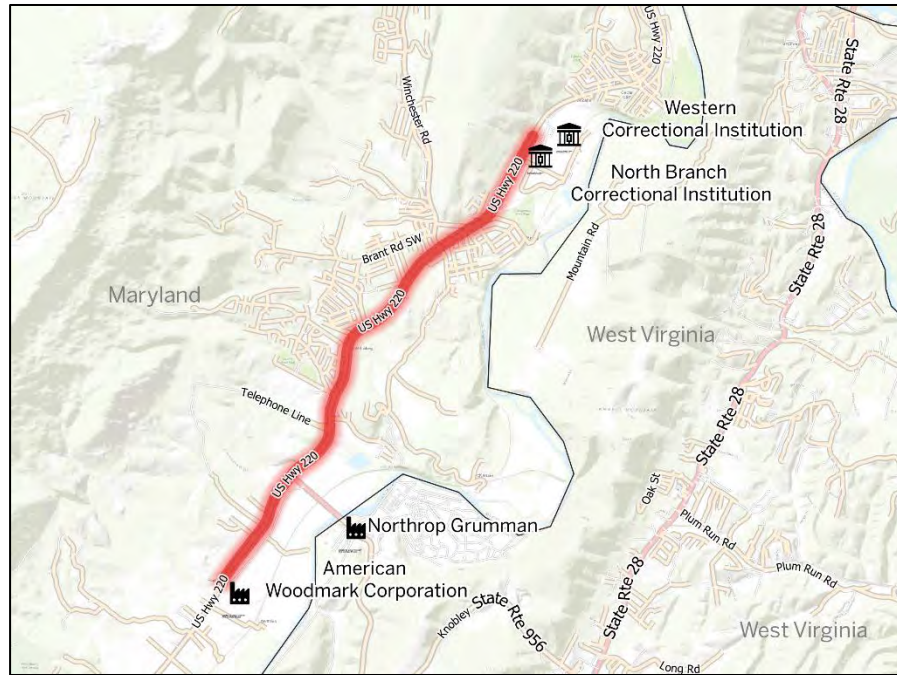 US Hwy 220
State Rte 28
Winchester Rd
Western
Correctional Institution
North Branch
Correctional Institution
US Hwy 220
State Rte 28
Mountain Rd
Brant Rd SW
Maryland
US Hwy 220
West Virginia
State Rte 28
Telephone Line
US Hwy 220
Oak St
Plum Run Rd
Northrop Grumman
American
Woodmark Corporation
Plum Run Rd
US Hwy 220
Knobley
State Rte 956
State Rte 28
West Virginia
Long Rd